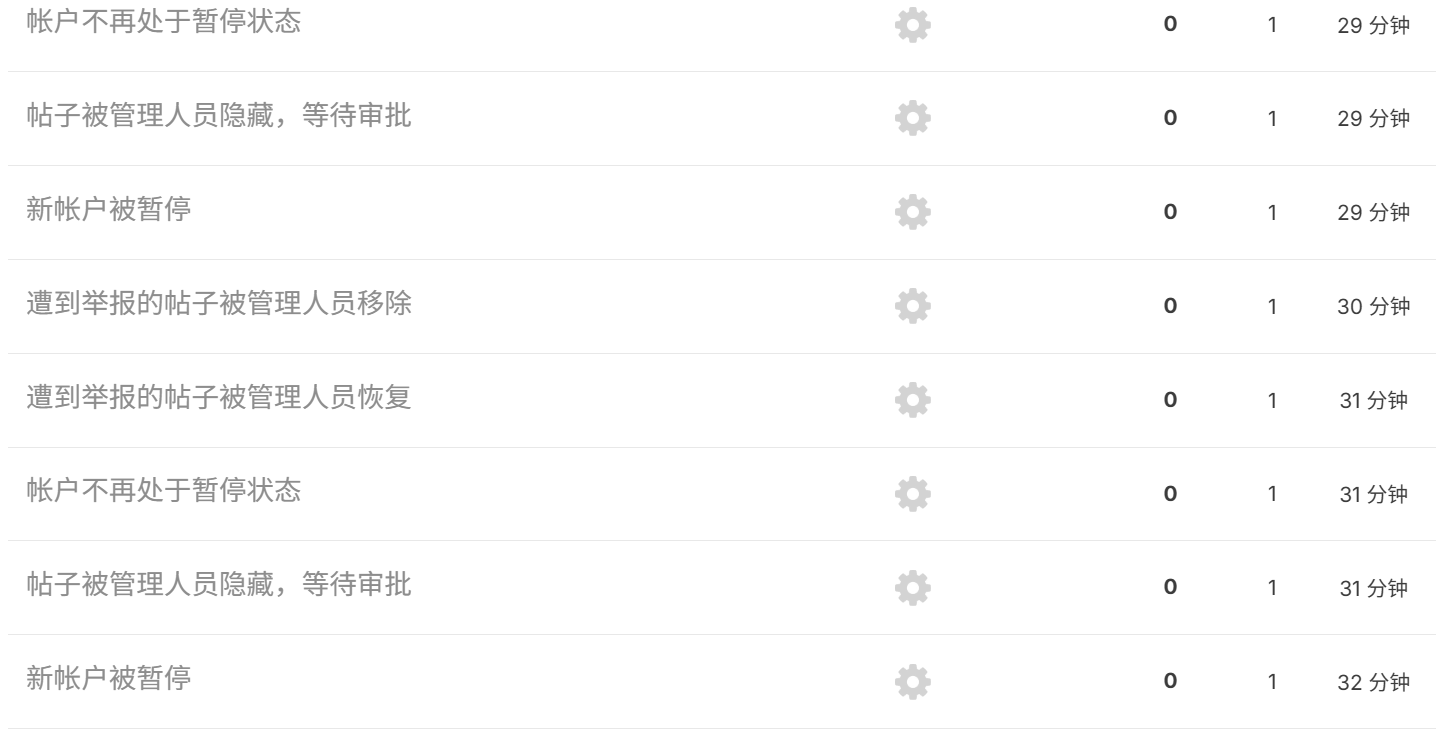 帐户不再处于暂停状态 0 1 29 分钟
帖子被管理人员隐藏，等待审批 0 1 29 分钟
新帐户被暂停 0 1 29 分钟
遭到举报的帖子被管理人员移除 0 1 30 分钟
遭到举报的帖子被管理人员恢复 0 1 31 分钟
帐户不再处于暂停状态 0 1 31 分钟
帖子被管理人员隐藏，等待审批 0 1 31 分钟
新帐户被暂停 0 1 32 分钟